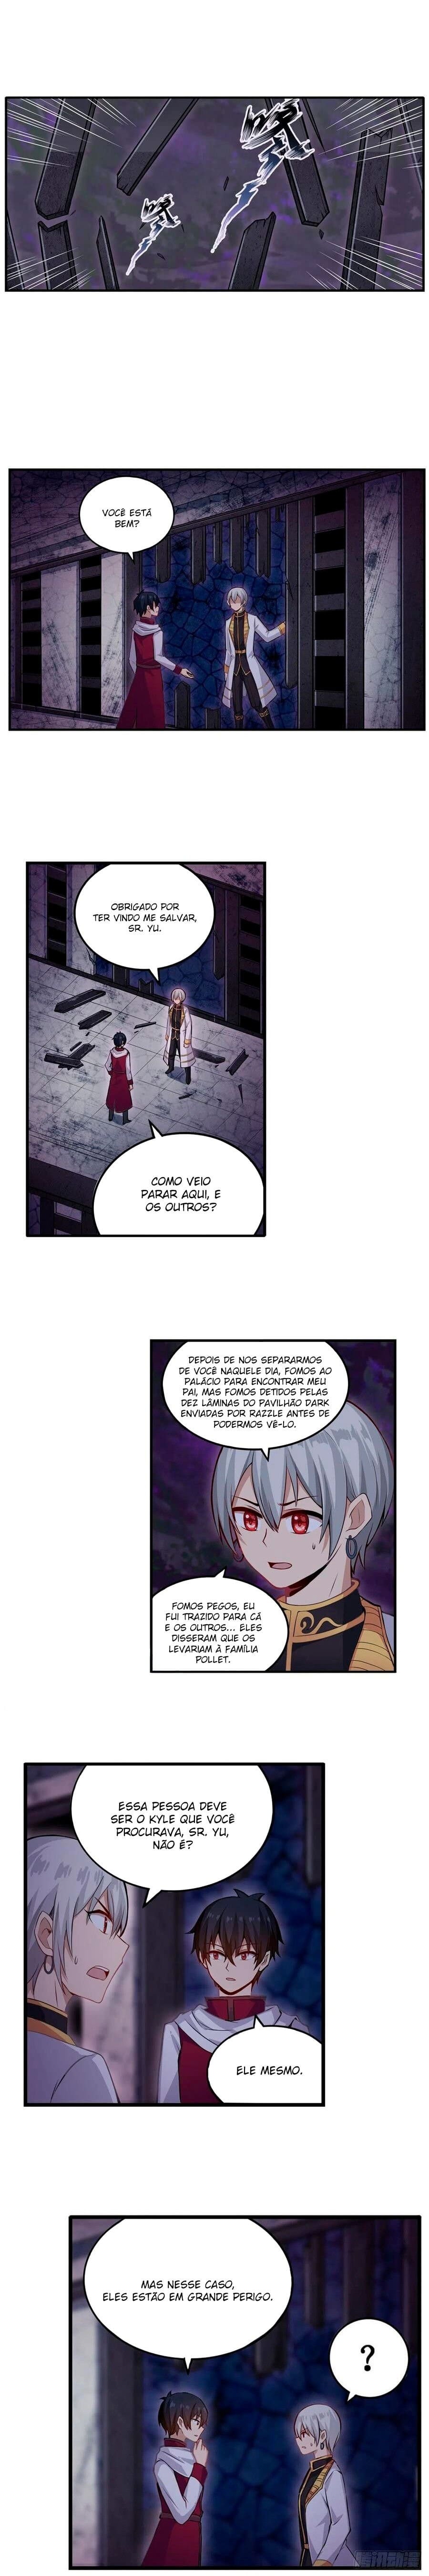 VOCÊ ESTÁ
BEM?
OBRIGADO POR
TER VINDO ME SALVAR,
SR. YU.
COMO VEIO
PARAR AQUI, E
OS OUTROS?
DEPOIS DE NOS SEPARARMOS
DE VOCÊ NAQUELE DIA, FOMOS AO
PALÁCIO PARA ENCONTRAR MEU
PAI, MAS FOMOS DETIDOS PELAS
DEZ LÂMINAS DO PAVILHÃO DARK
ENVIADAS POR RAZZLE ANTES DE
PODERMOS VÊ-LO.
FOMOS PEGOS, EU
FUI TRAZIDO PARA CÁ
E OS OUTROS... ELES
DISSERAM QUE OS
LEVARIAM À FAMÍLIA
POLLET.
ESSA PESSOA DEVE
SER O KYLE QUE VOCÊ
PROCURAVA, SR. YU,
NÃO É?
ELE MESMO.
MAS NESSE CASO,
ELES ESTÃO EM GRANDE PERIGO.
?